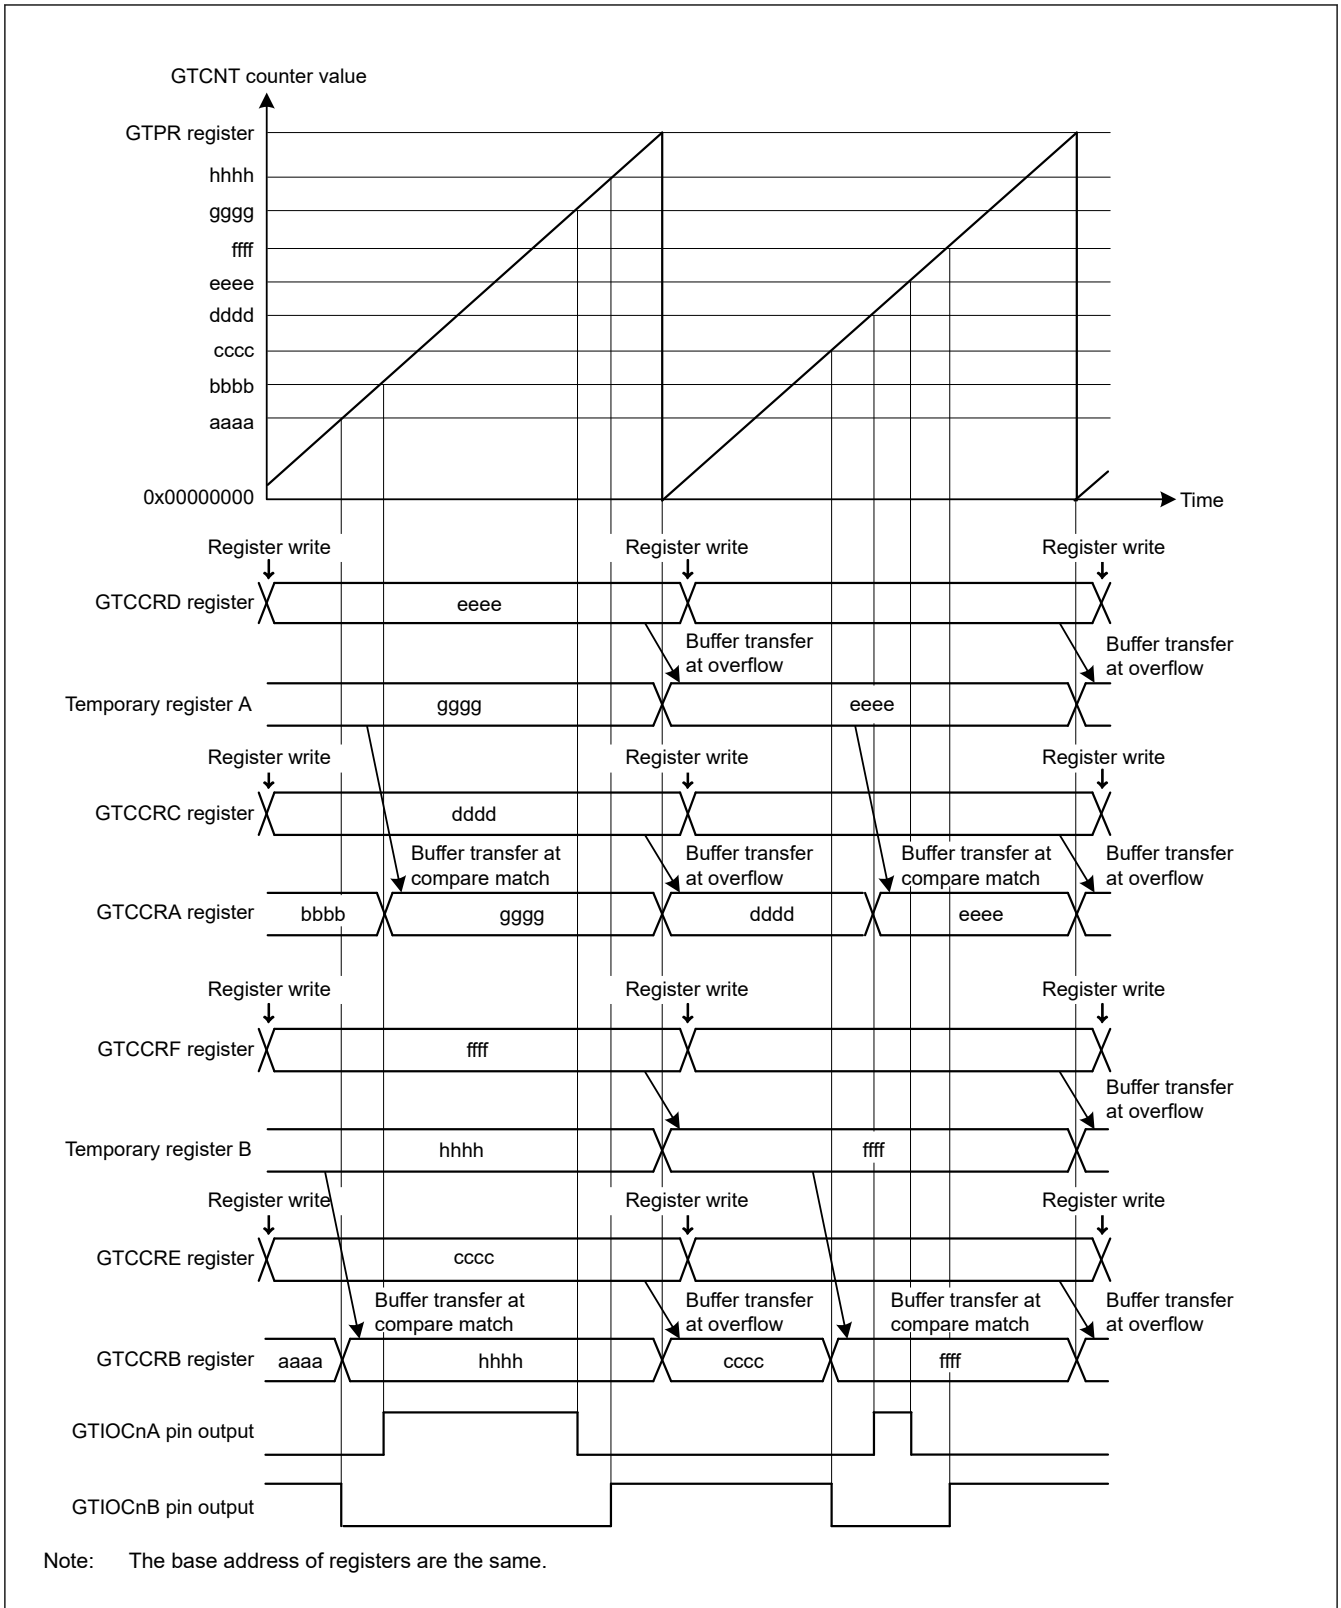 GTCNT counter value
GTPR register
hhhh
gggg
ffff
eeee
dddd
cccc
bbbb
aaaa
0x00000000
Time
Register write Register write Register write
GTCCRD register eeee
Buffer transfer
at overflow
Buffer transfer
at overflow
Temporary register A gggg eeee
Register write Register write Register write
GTCCRC register dddd
Buffer transfer at
compare match
Buffer transfer
at overflow
Buffer transfer at
compare match
Buffer transfer
at overflow
GTCCRA register bbbb gggg dddd eeee
Register write Register write Register write
GTCCRF register ffff
Buffer transfer
at overflow
Temporary register B hhhh ffff
Register write Register write Register write
GTCCRE register cccc
Buffer transfer at
compare match
Buffer transfer
at overflow
Buffer transfer at
compare match
Buffer transfer
at overflow
GTCCRB register aaaa hhhh cccc ffff
GTIOCnA pin output
GTIOCnB pin output
Note: The base address of registers are the same.